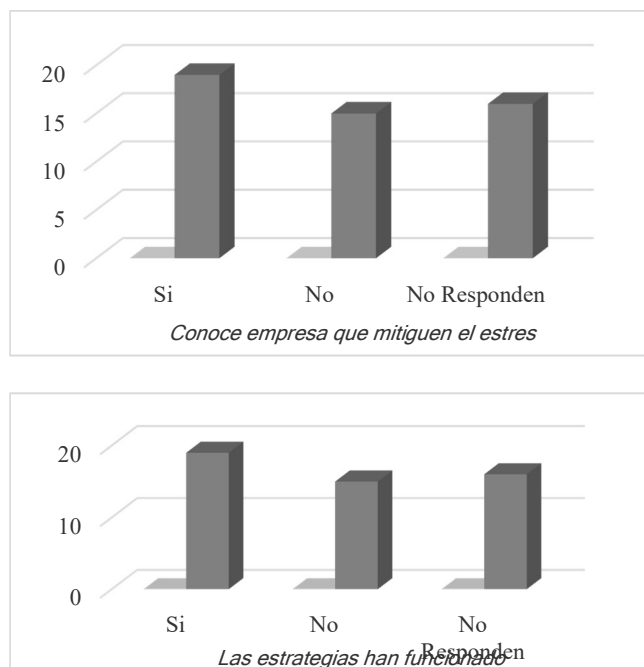 20
15
10
5
0
Si No No Responden
Conoce empresa que mitiguen el estres
20
10
0
Si No No
Responden
Las estrategias han funcionado